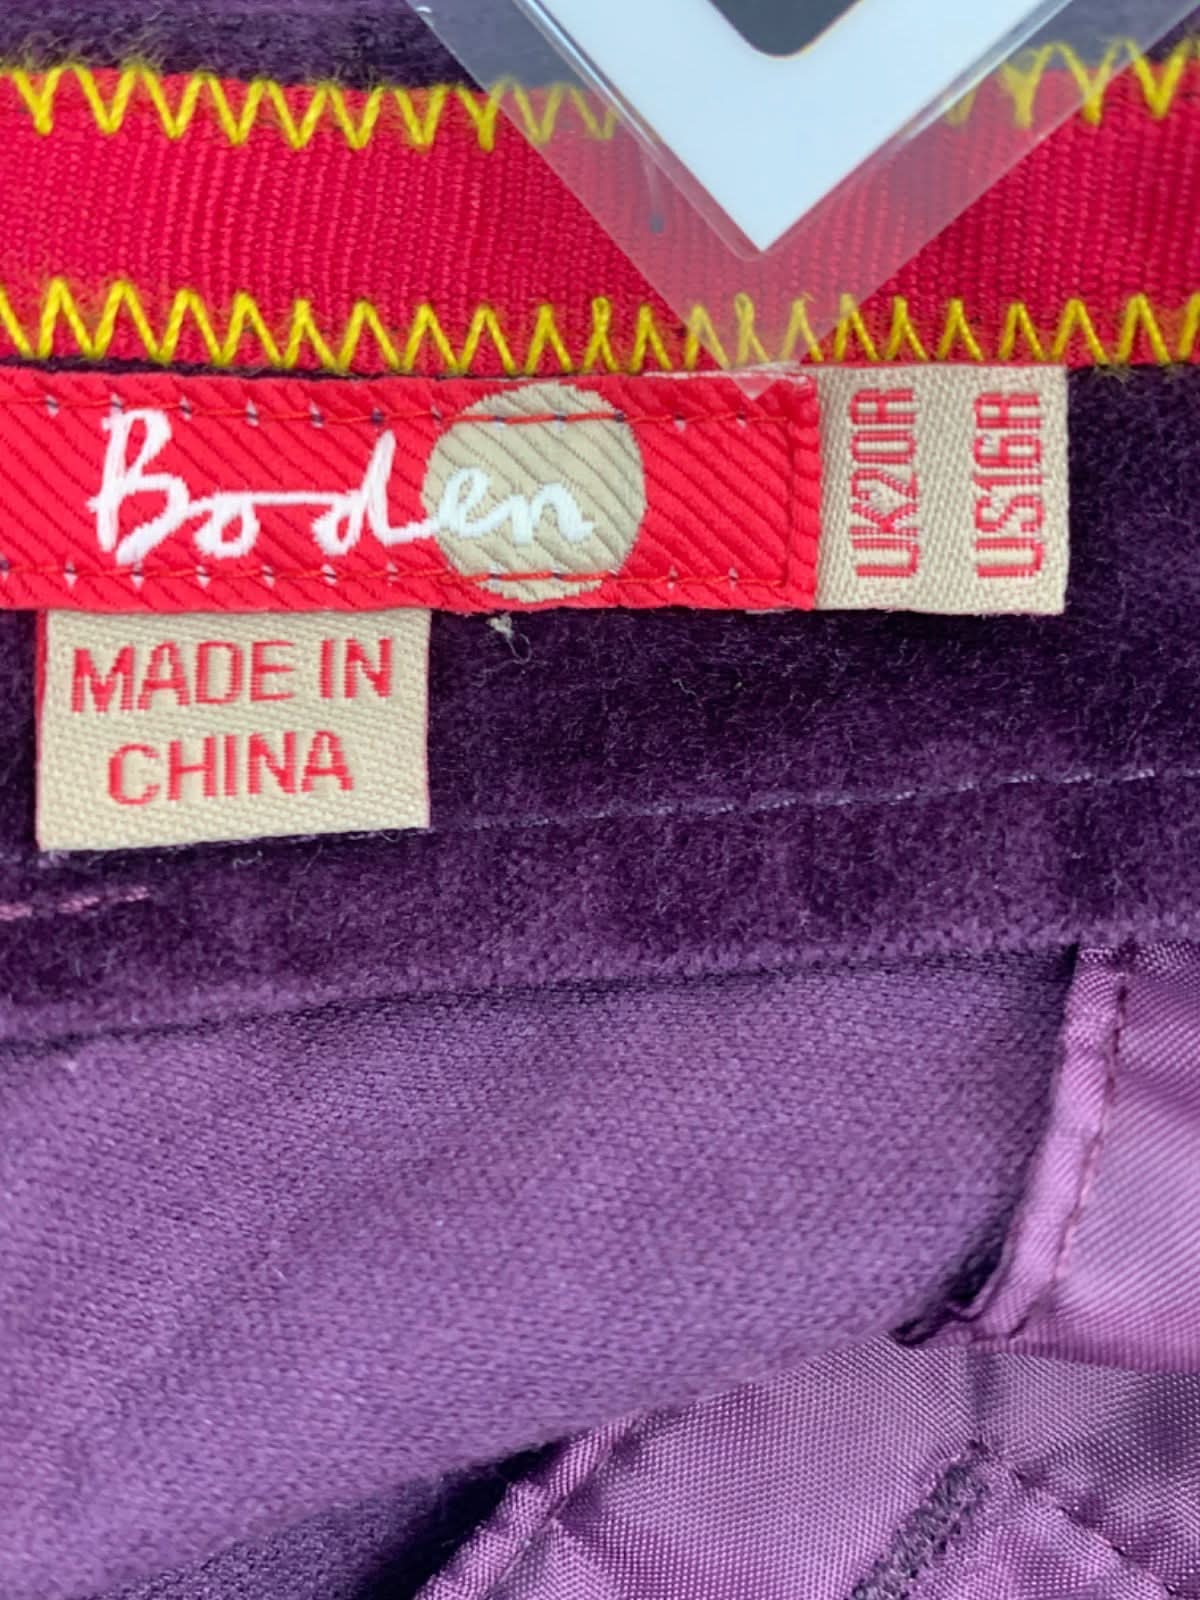 Boden
UK20R
US16R
MADE IN
CHINA